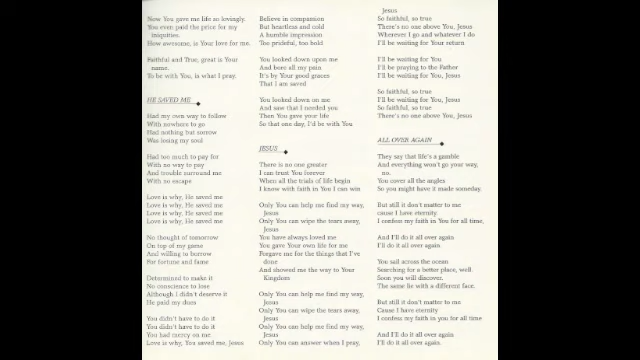 Now You gave me life so lovingly.
You even paid the price for my
iniquities.
How awesome, is Your love for me.
Faithful and True, great is Your
name.
To be with You, is what I pray.
HE SAVED ME
Had my own way to follow
With nowhere to go
Had nothing but sorrow
Was losing my soul
Had too much to pay for
With no way to pay
And trouble surround me
With no escape
Love is why, He saved me
Love is why, He saved me
Love is why, He saved me
Love is why, He saved me
No thought of tomorrow
On top of my game
And willing to borrow
For fortune and fame
Determined to make it
No conscience to lose
Although I didn't deserve it
He paid my dues
You didn't have to do it
You didn't have to do it
You had mercy on me
Love is why, You saved me, Jesus
Believe in compassion
But heartless and cold
A humble impression
Too prideful, too bold
You looked down upon me
And bore all my pain
It's by Your good graces
That I am saved
You looked down on me
And saw that I needed you
Then You gave your life
So that one day, I'd be with You
JESUS
There is no one greater
I can trust You forever
When all the trials of life begin
I know with faith in You I can win
Only You can help me find my way,
Jesus
Only You can wipe the tears away,
Jesus
You have always loved me
You gave Your own life for me
Forgave me for the things that I've
done
And showed me the way to Your
Kingdom
Only You can help me find my way,
Jesus
Only You can wipe the tears away,
Jesus
Only You can help me find my way,
Jesus
Only You can answer when I pray,
Jesus
So faithful, so true
There's no one above You, Jesus
Wherever I go and whatever I do
I'll be waiting for Your return
I'll be waiting for You
I'll be praying to the Father
I'll be waiting for You, Jesus
So faithful, so true
I'll be waiting for You, Jesus
So faithful, so true
There's no one above You, Jesus
ALL OVER AGAIN
They say that life's a gamble
And everything won't go your way,
no.
You cover all the angles
So you might have it made someday.
But still it don't matter to me
cause I have eternity
I confess my faith in You for all time,
And I'll do it all over again
I'll do it all over again
You sail across the ocean
Searching for a better place, well.
Soon you will discover.
The same lie with a different face.
But still it don't matter to me
Cause I have eternity
I confess my faith in you for all time
And I'll do it all over again
I'll do it all over again.